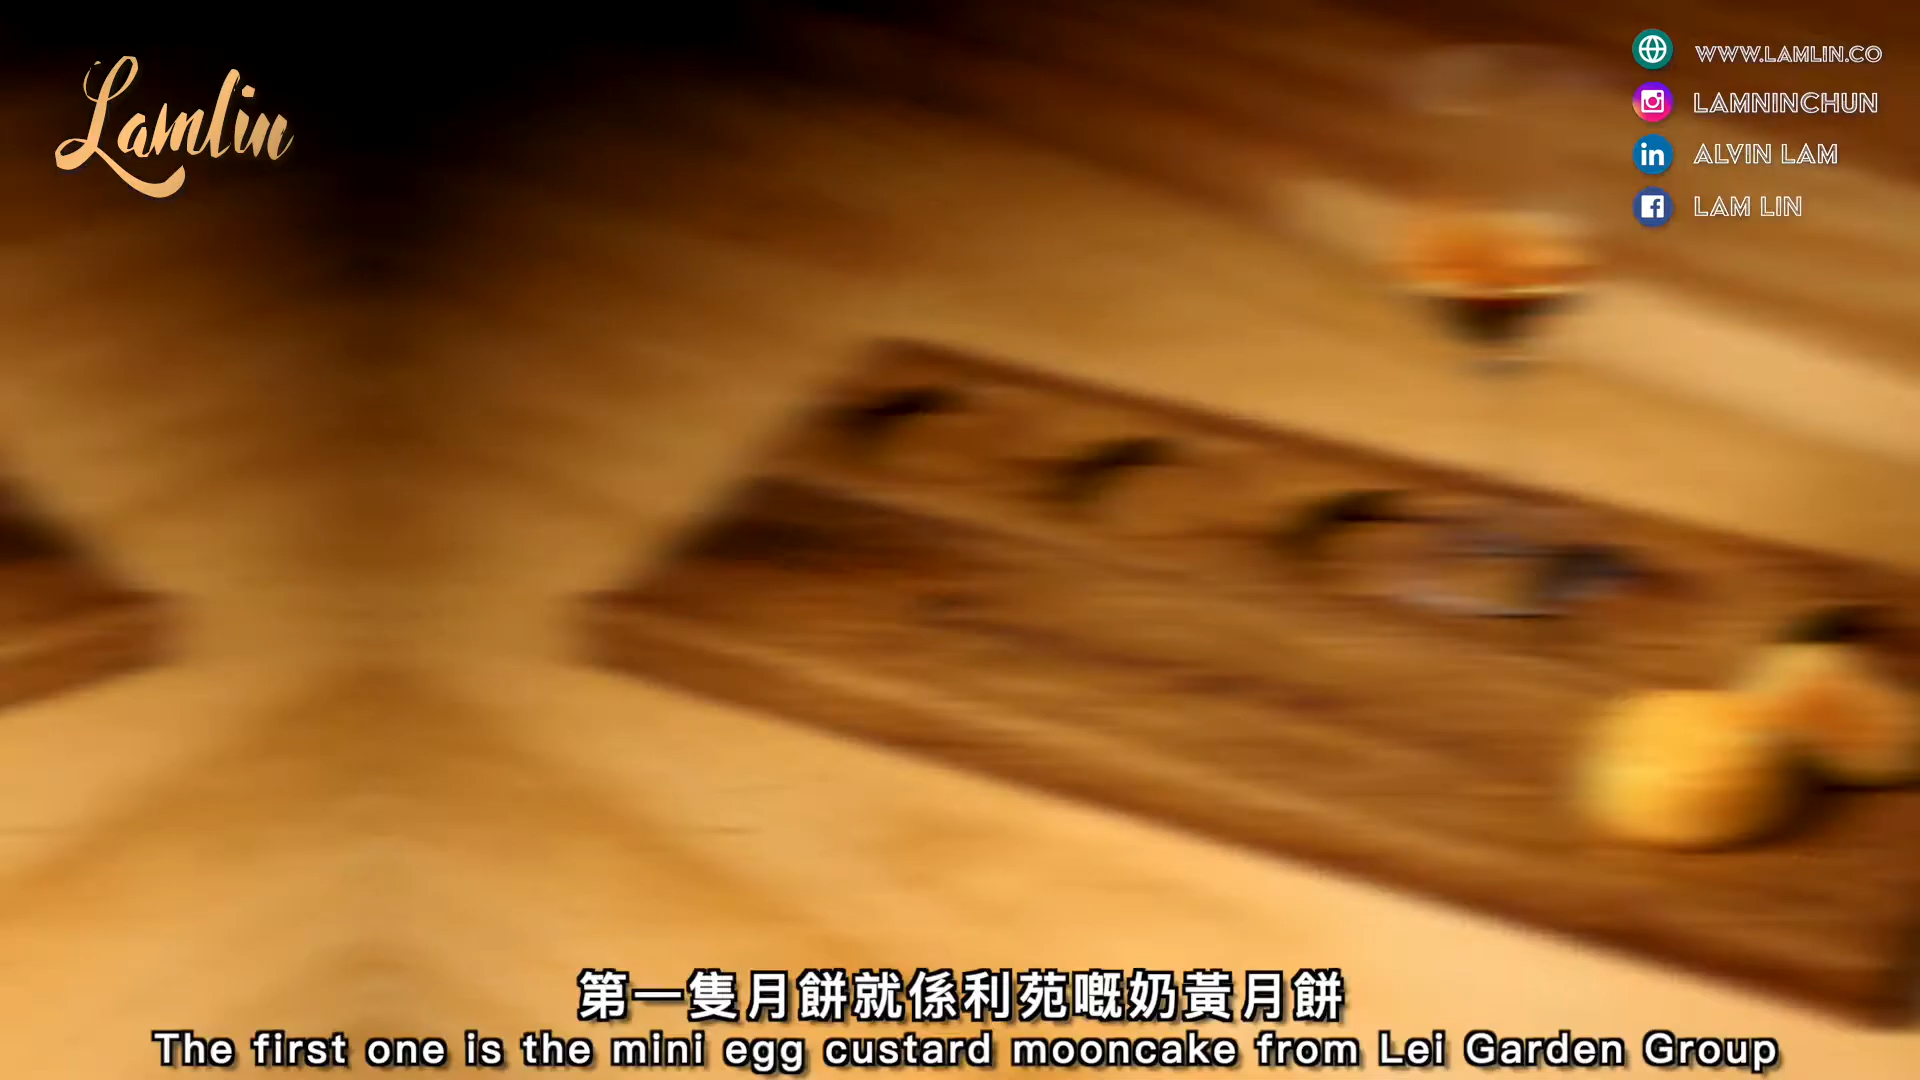 Lamlin
WWW.LAMLIN.CO
LAMNINCHUN
ALVIN LAM
LAM LIN
第一隻月餅就係利苑嘅奶黃月餅
The first one is the mini egg custard mooncake from Lei Garden Group